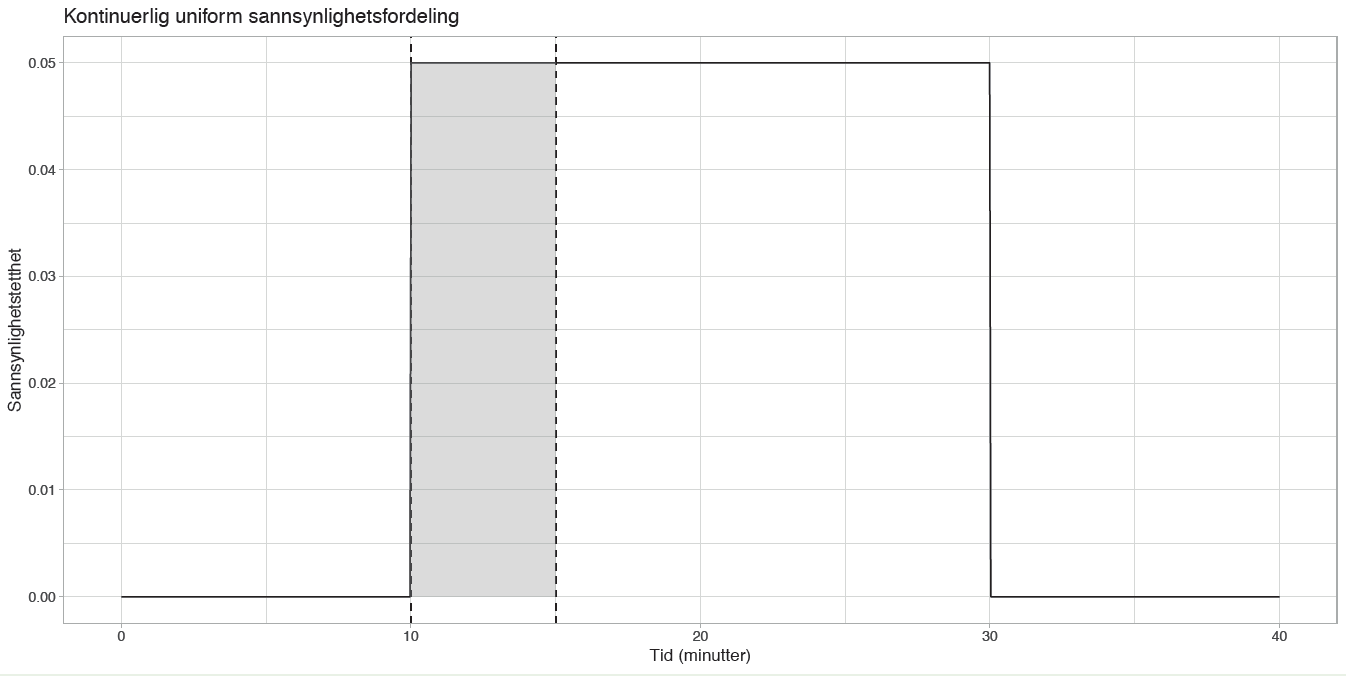 Kontinuerlig uniform sannsynlighetsfordeling
Sannsynlighetstetthet
0.05
0.04
0.03
0.02
0.01
0.00
0 10 20 30 40
Tid (minutter)